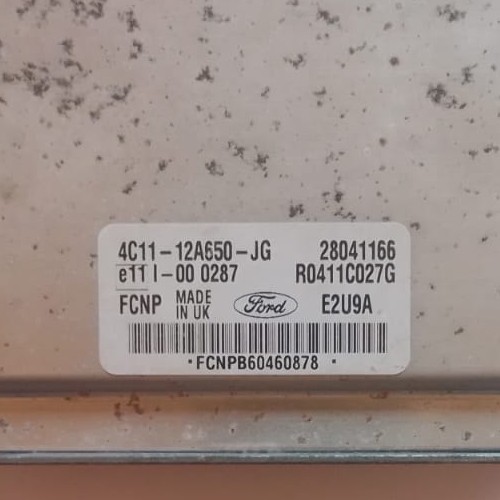 4C11-12A650-JG 28041166
e11 I-00 0287 R0411C027G
FCNP MADE IN UK Ford E2U9A
*FCNPB60460878*